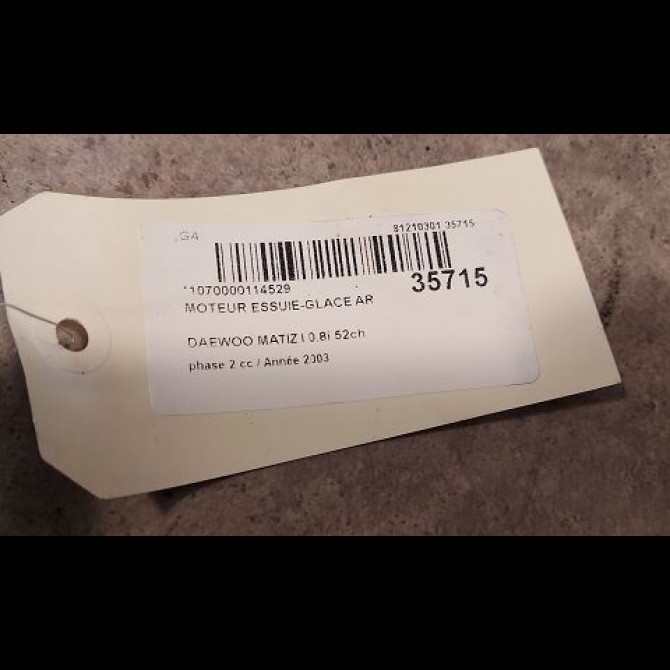 .GA 81210301 35715
*1070000114529 35715
MOTEUR ESSUIE-GLACE AR
DAEWOO MATIZ I 0.8i 52ch
phase 2 cc / Année 2003